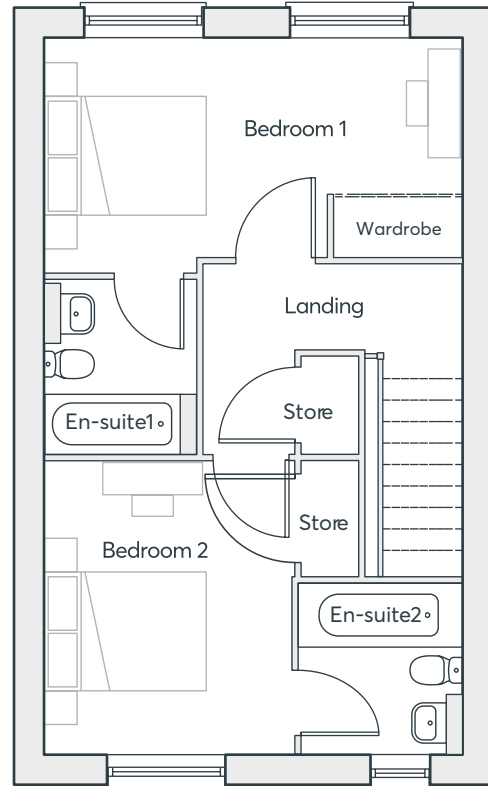 Bedroom 1
Wardrobe
Landing
Store
En-suite1
Store
Bedroom 2
En-suite2